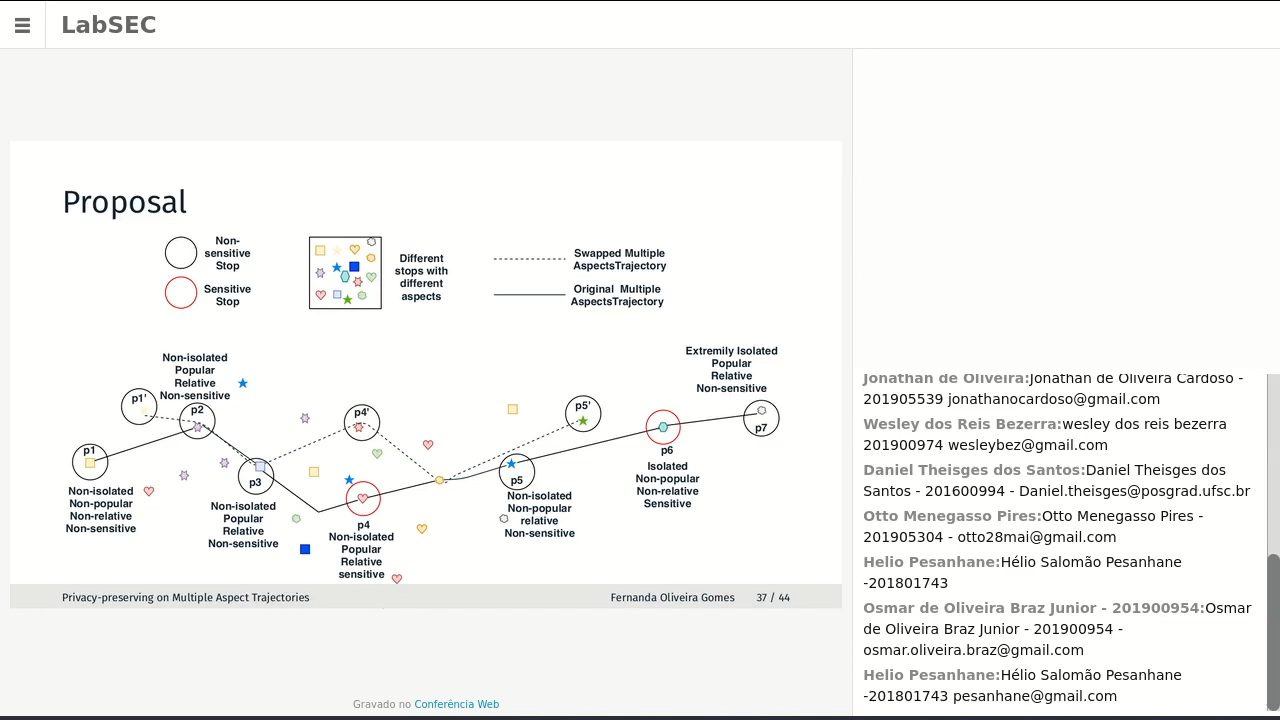 LabSEC
Proposal
Non-
sensitive
Stop
Sensitive
Stop
Different
stops with
different
aspects
Swapped Multiple
AspectsTrajectory
Original Multiple
AspectsTrajectory
Non-isolated
Popular
Relative
Non-sensitive
Extremily Isolated
Popular
Relative
Non-sensitive
p1'
p2
p4'
p5'
p7
p1
p3
p5
p6
Non-isolated
Non-popular
Non-relative
Non-sensitive
Non-isolated
Popular
Relative
Non-sensitive
p4
Non-isolated
Popular
Relative
sensitive
Non-isolated
Non-popular
relative
Non-sensitive
Isolated
Non-popular
Non-relative
Sensitive
Privacy-preserving on Multiple Aspect Trajectories
Fernanda Oliveira Gomes
37 / 44
Gravado no Conferência Web
Jonathan de Oliveira:Jonathan de Oliveira Cardoso -
201905539 jonathanocardoso@gmail.com
Wesley dos Reis Bezerra:wesley dos reis bezerra
201900974 wesleybez@gmail.com
Daniel Theisges dos Santos:Daniel Theisges dos
Santos - 201600994 - Daniel.theisges@posgrad.ufsc.br
Otto Menegasso Pires:Otto Menegasso Pires -
201905304 - otto28mai@gmail.com
Helio Pesanhane:Hélio Salomão Pesanhane
-201801743
Osmar de Oliveira Braz Junior - 201900954:Osmar
de Oliveira Braz Junior - 201900954 -
osmar.oliveira.braz@gmail.com
Helio Pesanhane:Hélio Salomão Pesanhane
-201801743 pesanhane@gmail.com